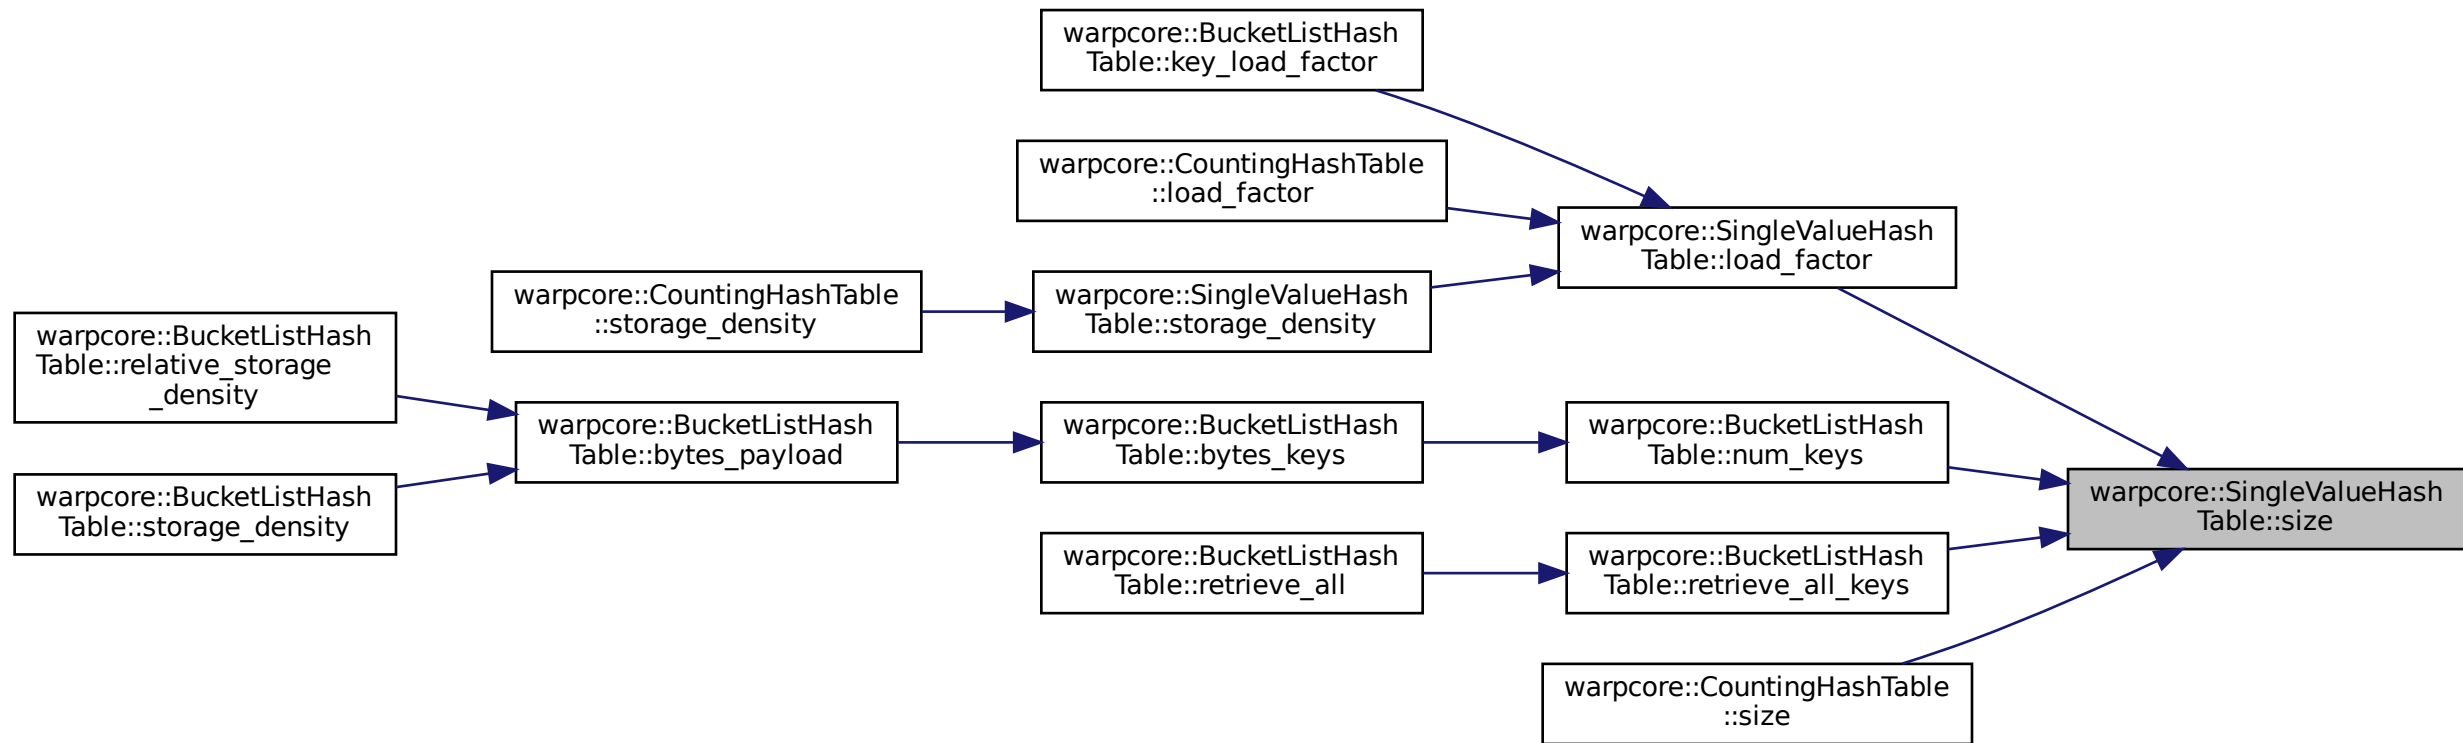 warpcore::BucketListHash
Table::key_load_factor
warpcore::CountingHashTable
::load_factor
warpcore::SingleValueHash
Table::load_factor
warpcore::CountingHashTable
::storage_density
warpcore::SingleValueHash
Table::storage_density
warpcore::BucketListHash
Table::relative_storage
_density
warpcore::BucketListHash
Table::bytes_payload
warpcore::BucketListHash
Table::bytes_keys
warpcore::BucketListHash
Table::num_keys
warpcore::SingleValueHash
Table::size
warpcore::BucketListHash
Table::storage_density
warpcore::BucketListHash
Table::retrieve_all
warpcore::BucketListHash
Table::retrieve_all_keys
warpcore::CountingHashTable
::size